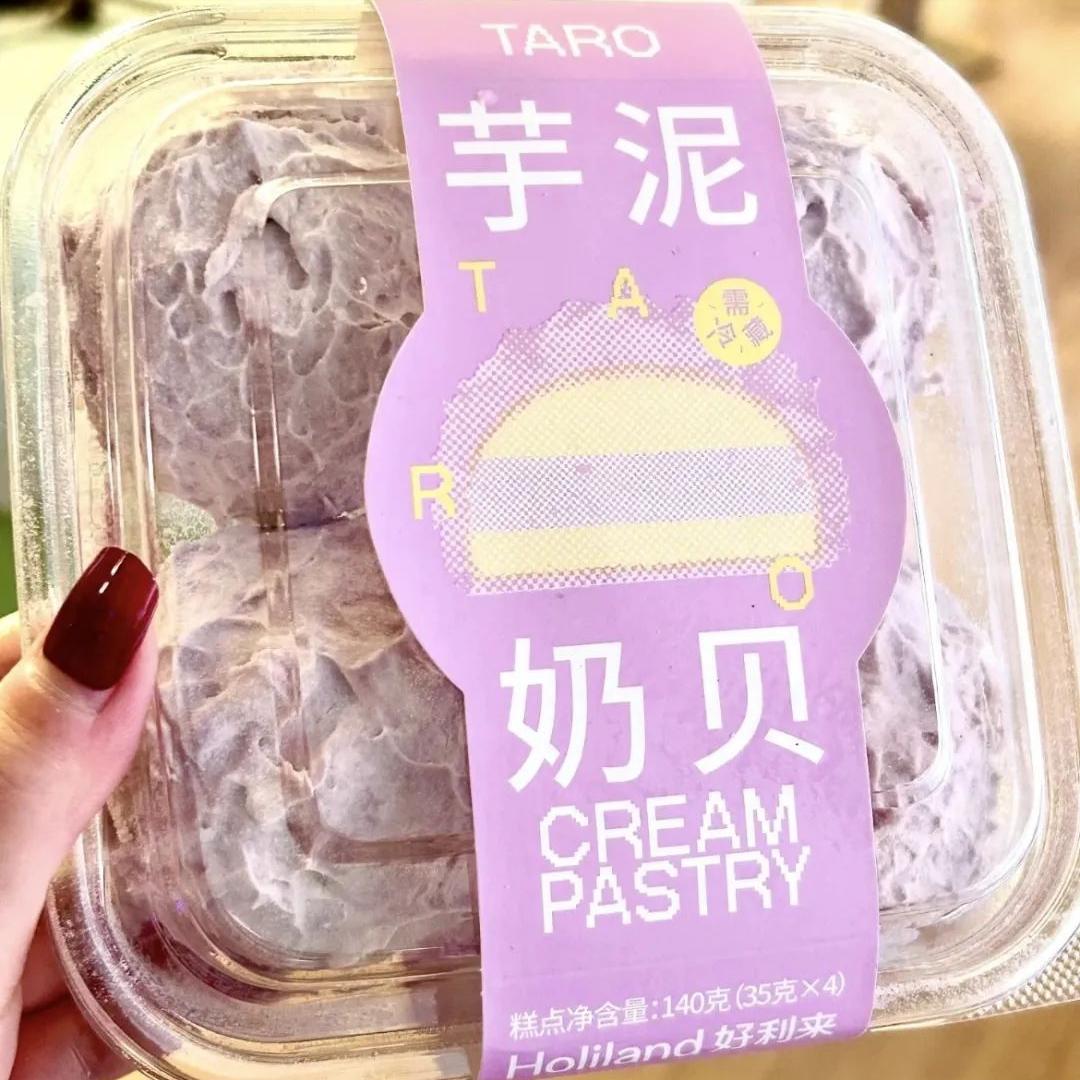 TARO
芋泥
T A
需冷藏
R
O
奶贝
CREAM
PASTRY
糕点净含量:140克(35克×4)
Holiland 好利来